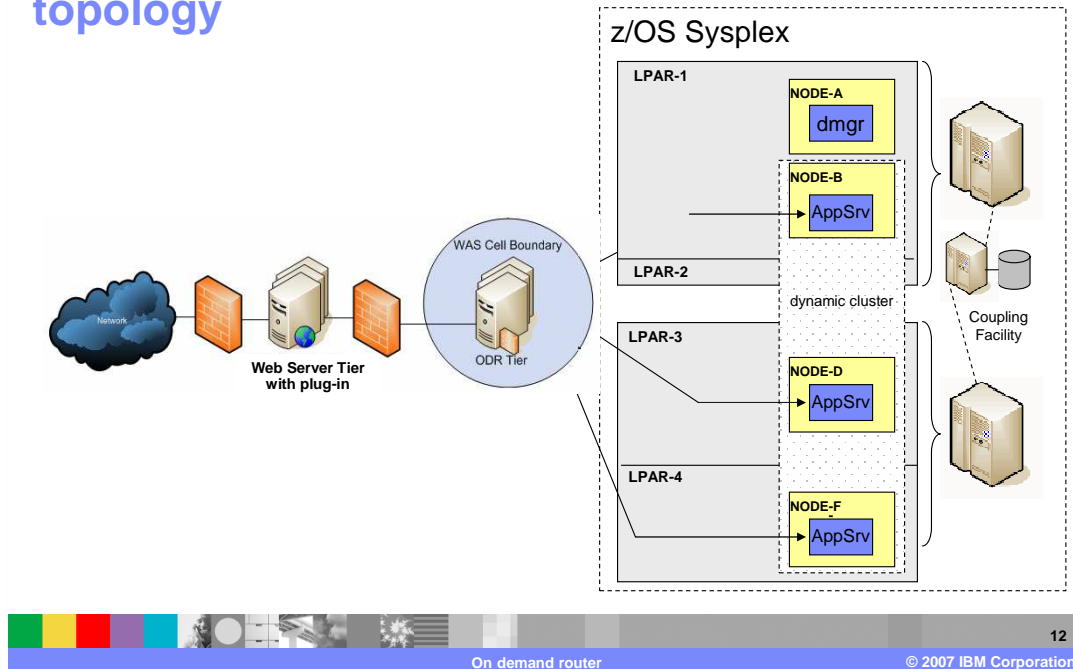 topology
z/OS Sysplex
LPAR-1
NODE-A
dmgr
NODE-B
AppSrv
WAS Cell Boundary
LPAR-2
dynamic cluster
Network
Coupling
Facility
LPAR-3
ODR Tier
Web Server Tier
with plug-in
NODE-D
AppSrv
LPAR-4
NODE-F
AppSrv
12
On demand router
© 2007 IBM Corporation